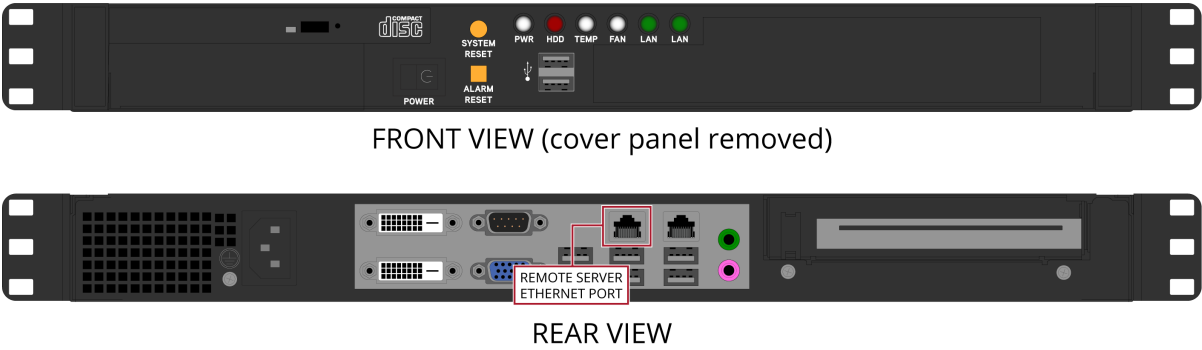 COMPACT
disc
SYSTEM
RESET
PWR HDD TEMP FAN LAN LAN
ALARM
RESET
POWER
FRONT VIEW (cover panel removed)
REMOTE SERVER
ETHERNET PORT
REAR VIEW